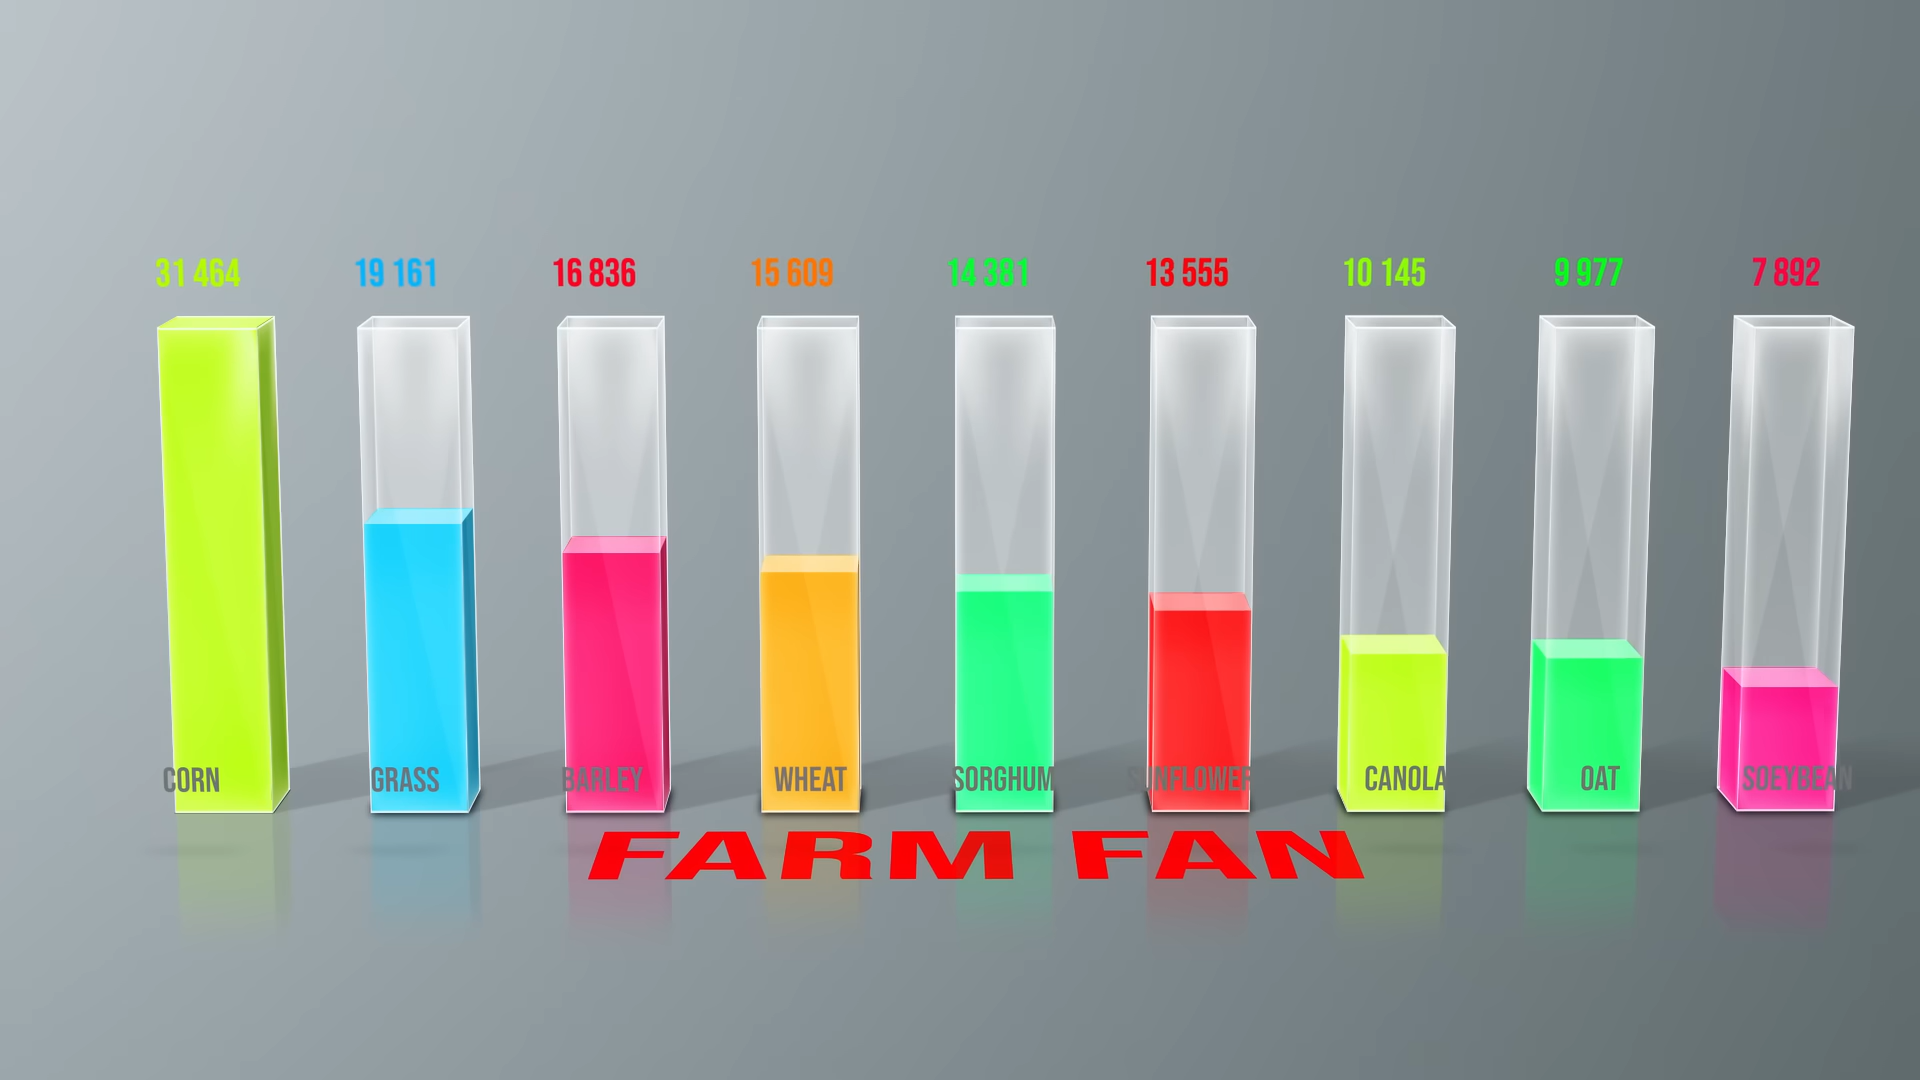 31 464 19 161 16 836 15 609 14 381 13 555 10 145 9 977 7 892
CORN GRASS BARLEY WHEAT SORGHUM SUNFLOWER CANOLA OAT SOEYBEAN
FARM FAN